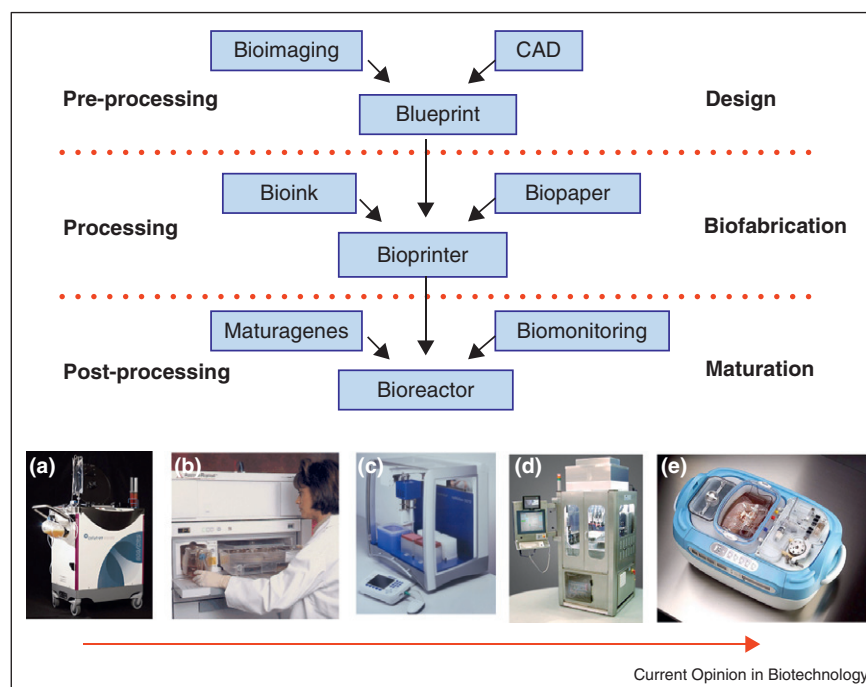 Bioimaging
CAD
Pre-processing
Blueprint
Design
Bioink
Biopaper
Processing
Bioprinter
Biofabrication
Maturagenes
Biomonitoring
Post-processing
Bioreactor
Maturation
(a)
(b)
(c)
(d)
(e)
Current Opinion in Biotechnology